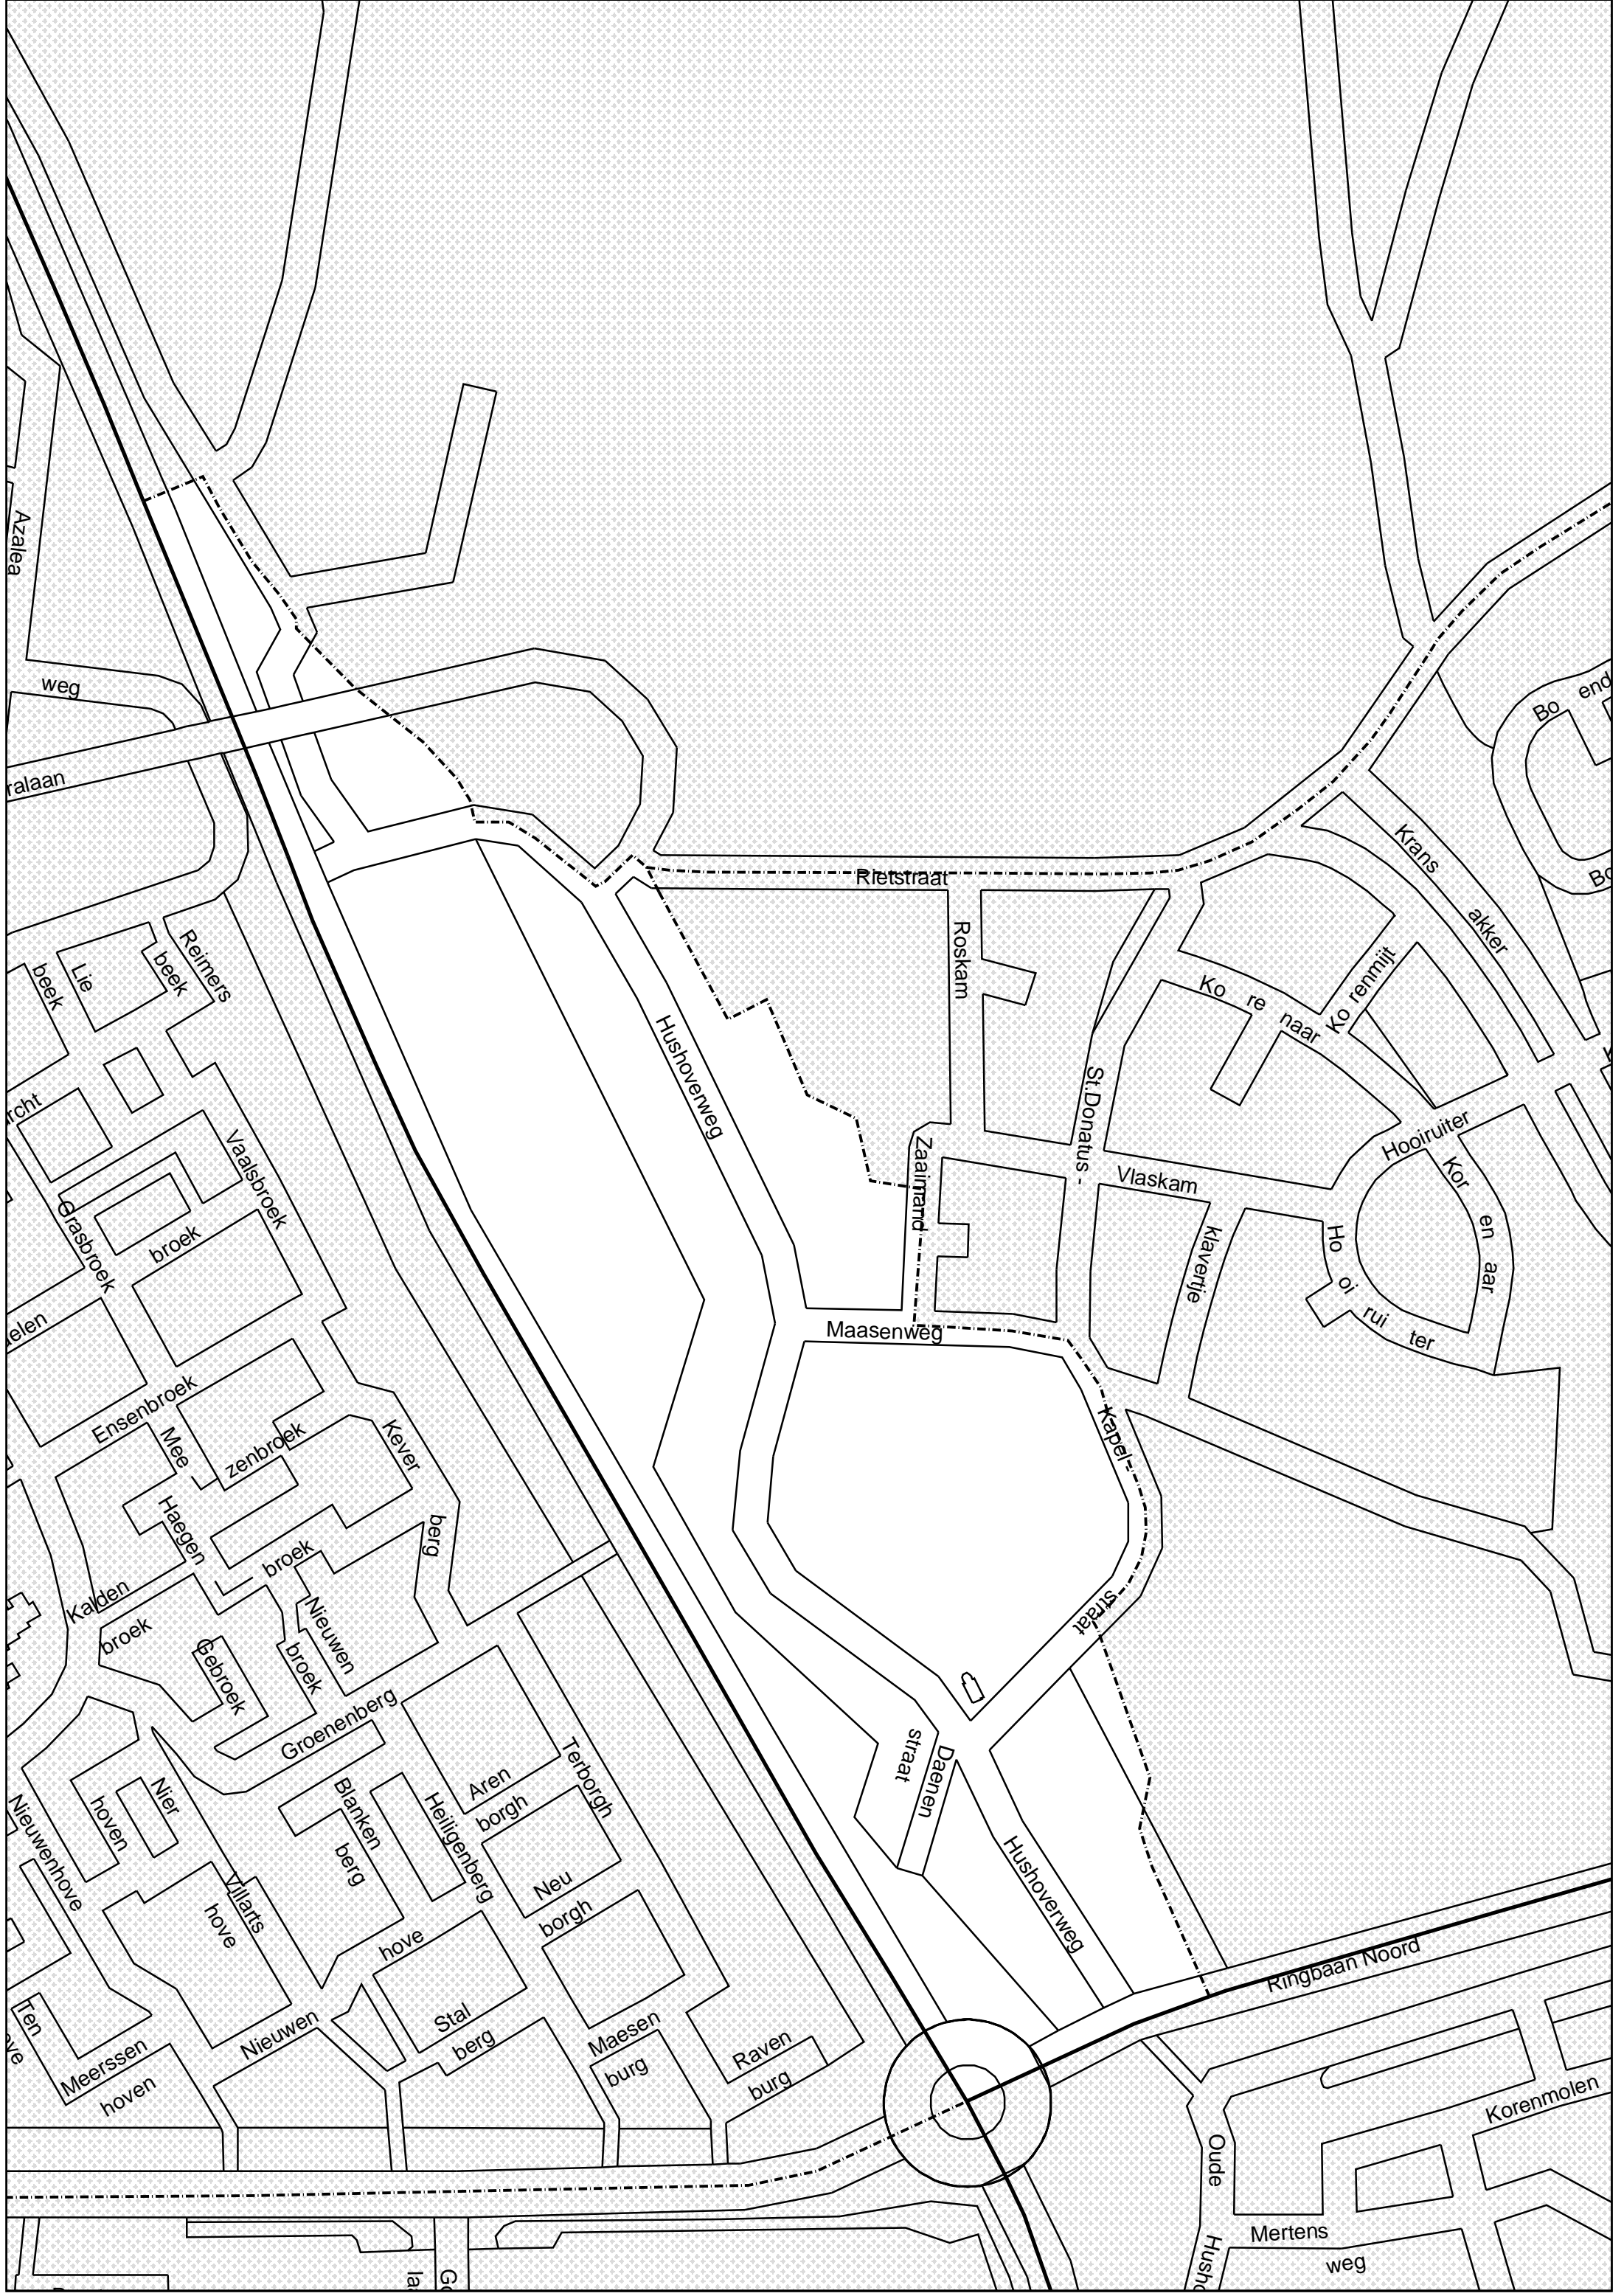 Azalea
weg
ralaan
Bo
end
Krans
akker
Rietstraat
Roskam
Ko
re
naar
Ko
renmijt
Reimers
beek
Lie
beek
Hushoverweg
St.Donatus -
Vlaskam
Zaaimand
Hooiruiter
Kor
en
aar
Ho
oi
rui
ter
klavertje
Maasenweg
Kapel-
straat
rcht
Vaalsbroek
Grasbroek
broek
elen
Ensenbroek
Mee
zenbroek
Kever
berg
Haegen
broek
Kalden
broek
Gebroek
Nieuwen
broek
Groenenberg
Terborgh
Aren
borgh
Blanken
berg
Heiligenberg
Neu
borgh
Nier
hoven
Nieuwenhove
Villarts
hove
hove
Stal
berg
Nieuwen
Maesen
burg
Raven
burg
Ten
Meerssen
hoven
straat
Daenen
Hushoverweg
Ringbaan Noord
Korenmolen
Oude
Husho
Mertens
weg